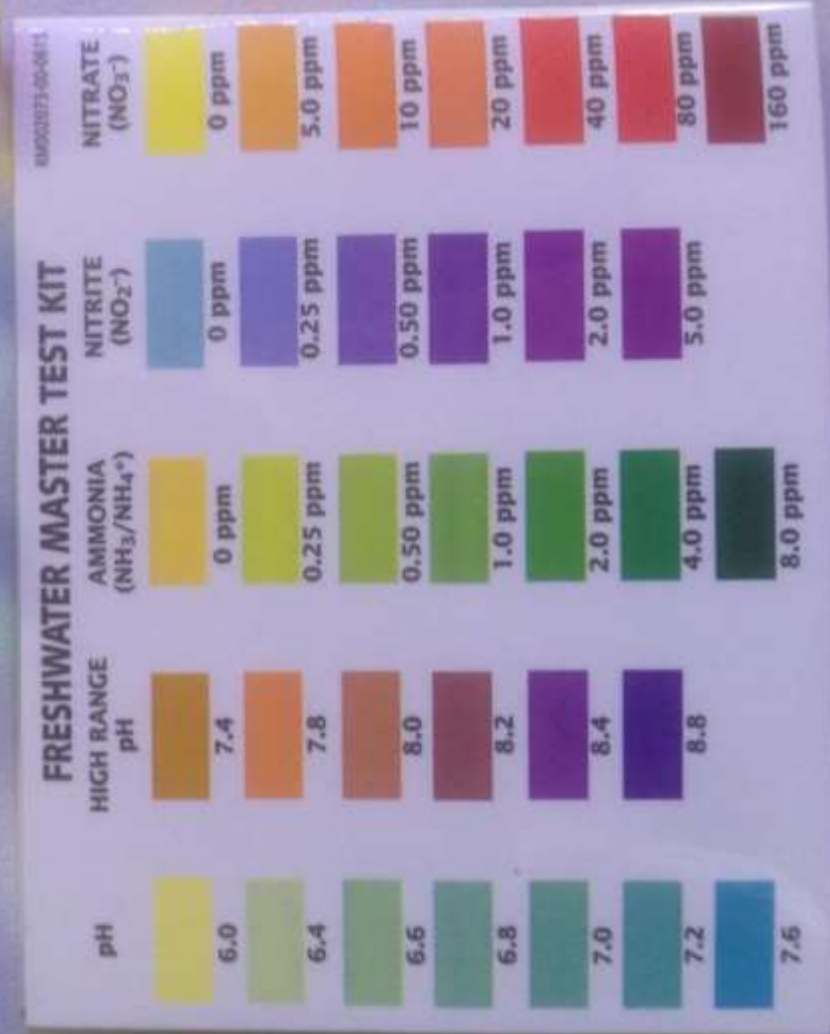 RM002973-00-0615
FRESHWATER MASTER TEST KIT
pH
6.0
6.4
6.6
6.8
7.0
7.2
7.6
HIGH RANGE
pH
7.4
7.8
8.0
8.2
8.4
8.8
AMMONIA
(NH₃/NH₄⁺)
0 ppm
0.25 ppm
0.50 ppm
1.0 ppm
2.0 ppm
4.0 ppm
8.0 ppm
NITRITE
(NO₂⁻)
0 ppm
0.25 ppm
0.50 ppm
1.0 ppm
2.0 ppm
5.0 ppm
NITRATE
(NO₃⁻)
0 ppm
5.0 ppm
10 ppm
20 ppm
40 ppm
80 ppm
160 ppm